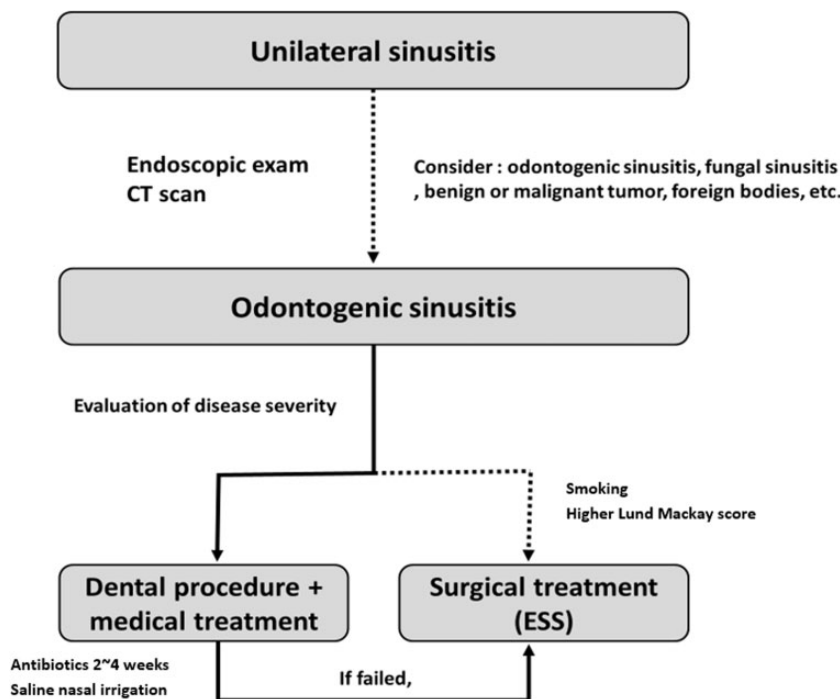 Unilateral sinusitis
Endoscopic exam
CT scan
Consider : odontogenic sinusitis, fungal sinusitis
, benign or malignant tumor, foreign bodies, etc.
Odontogenic sinusitis
Evaluation of disease severity
Smoking
Higher Lund Mackay score
Dental procedure +
medical treatment
Surgical treatment
(ESS)
Antibiotics 2~4 weeks
Saline nasal irrigation
If failed,